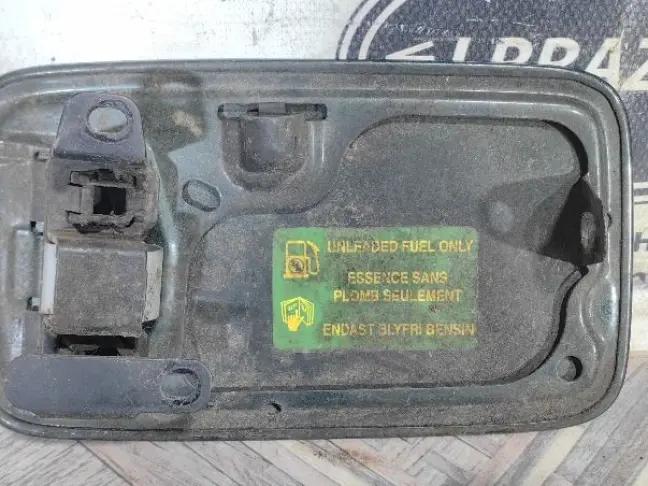 UNLEADED FUEL ONLY
ESSENCE SANS
PLOMB SEULEMENT
ENDAST BLYFRI BENSIN